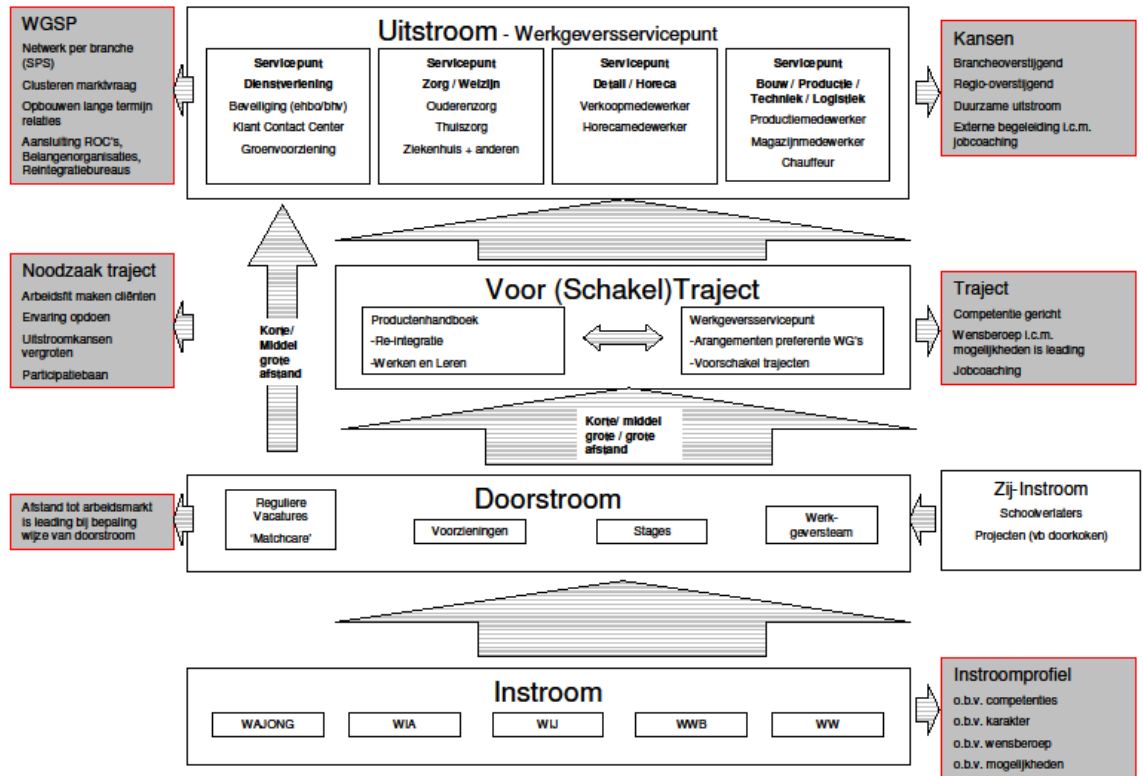 WGSP
Netwerk per branche
(SPS)
Clusteren marktvraag
Opbouwen lange termijn
relaties
Aansluiting ROC's,
Belangenorganisaties,
Reintegratiebureaus
Uitstroom - Werkgeversservicepunt
Servicepunt
Dienstverlening
Beveiliging (ehbo/bhv)
Klant Contact Center
Groenvoorziening
Servicepunt
Zorg / Welzijn
Ouderenzorg
Thuiszorg
Ziekenhuis + anderen
Servicepunt
Detail / Horeca
Verkoopmedewerker
Horecamedewerker
Servicepunt
Bouw / Productie /
Techniek / Logistiek
Productiemedewerker
Magazijnmedewerker
Chauffeur
Kansen
Brancheoverstijgend
Regio-overstijgend
Duurzame uitstroom
Externe begeleiding i.c.m.
jobcoaching
Noodzaak traject
Arbeidsfit maken cliënten
Ervaring opdoen
Uitstroomkansen
vergroten
Participatiebaan
Korte/
Middel
grote
afstand
Voor (Schakel)Traject
Productenhandboek
-Re-integratie
-Werken en Leren
Werkgeversservicepunt
-Arangementen preferente WG's
-Voorschakel trajecten
Traject
Competentie gericht
Wensberoep i.c.m.
mogelijkheden is leading
Jobcoaching
Korte/ middel
grote / grote
afstand
Afstand tot arbeidsmarkt
is leading bij bepaling
wijze van doorstroom
Doorstroom
Reguliere
Vacatures
'Matchcare'
Voorzieningen
Stages
Werk-
geversteam
Zij-Instroom
Schoolverlaters
Projecten (vb doorkoken)
Instroom
WAJONG
WIA
WIJ
WWB
WW
Instroomprofiel
o.b.v. competenties
o.b.v. karakter
o.b.v. wensberoep
o.b.v. mogelijkheden